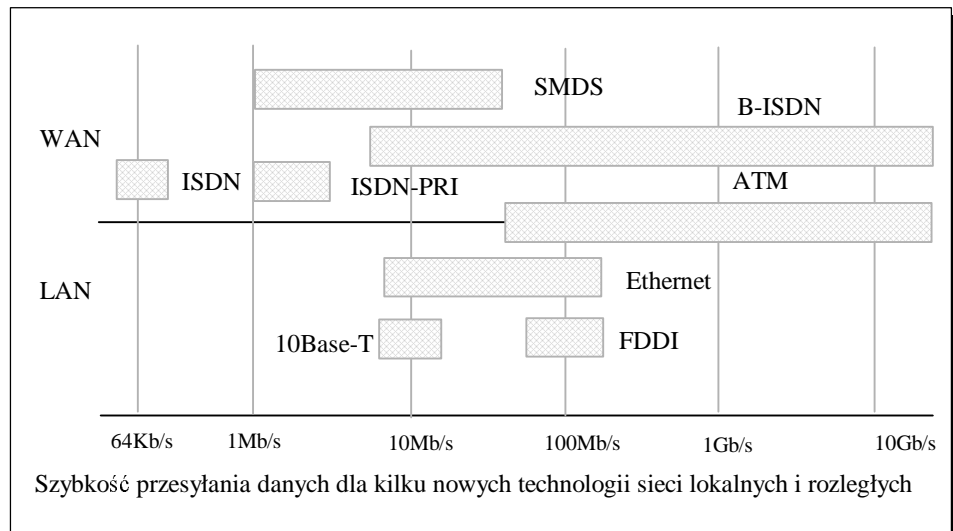 SMDS
B-ISDN
WAN
ISDN
ISDN-PRI
ATM
LAN
Ethernet
10Base-T
FDDI
64Kb/s 1Mb/s 10Mb/s 100Mb/s 1Gb/s 10Gb/s
Szybkość przesyłania danych dla kilku nowych technologii sieci lokalnych i rozległych